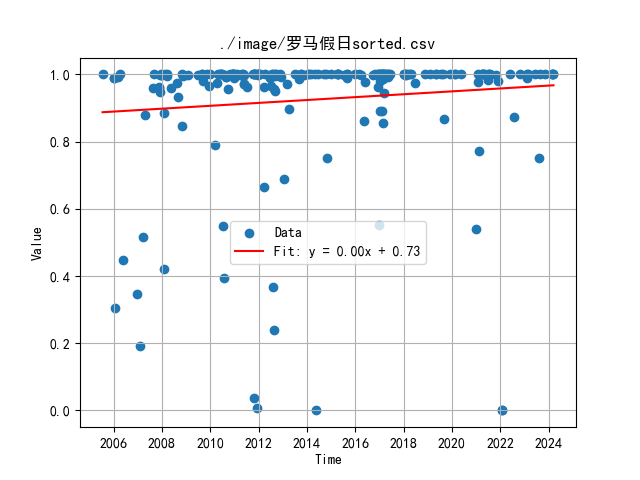 ./image/罗马假日sorted.csv
1.0
0.8
0.6
0.4
0.2
0.0
Value
Data
Fit: y = 0.00x + 0.73
2006 2008 2010 2012 2014 2016 2018 2020 2022 2024
Time